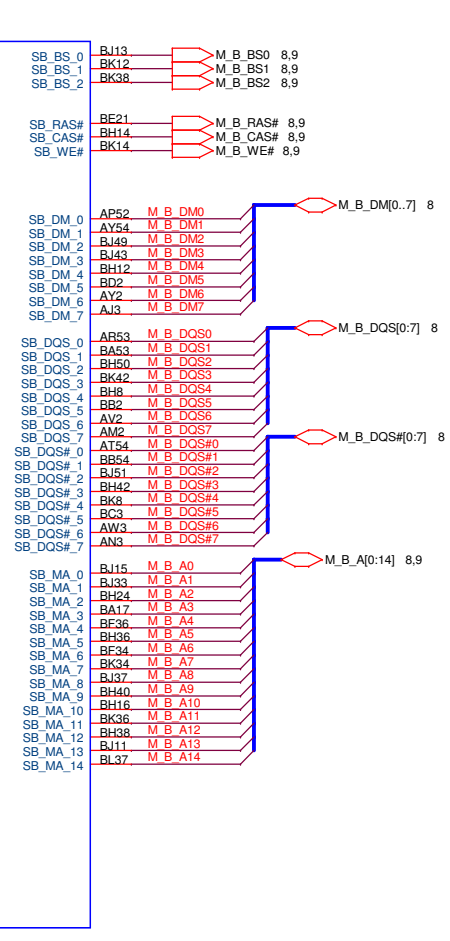 SB_BS_0 BJ13 M_B_BS0 8,9
SB_BS_1 BK12 M_B_BS1 8,9
SB_BS_2 BK38 M_B_BS2 8,9
SB_RAS# BE21 M_B_RAS# 8,9
SB_CAS# BH14 M_B_CAS# 8,9
SB_WE# BK14 M_B_WE# 8,9
M_B_DM[0..7] 8
SB_DM_0 AP52 M_B_DM0
SB_DM_1 AY54 M_B_DM1
SB_DM_2 BJ49 M_B_DM2
SB_DM_3 BJ43 M_B_DM3
SB_DM_4 BH12 M_B_DM4
SB_DM_5 BD2 M_B_DM5
SB_DM_6 AY2 M_B_DM6
SB_DM_7 AJ3 M_B_DM7
M_B_DQS[0:7] 8
SB_DQS_0 AR53 M_B_DQS0
SB_DQS_1 BA53 M_B_DQS1
SB_DQS_2 BH50 M_B_DQS2
SB_DQS_3 BK42 M_B_DQS3
SB_DQS_4 BH8 M_B_DQS4
SB_DQS_5 BB2 M_B_DQS5
SB_DQS_6 AV2 M_B_DQS6
SB_DQS_7 AM2 M_B_DQS7
M_B_DQS#[0:7] 8
SB_DQS#_0 AT54 M_B_DQS#0
SB_DQS#_1 BB54 M_B_DQS#1
SB_DQS#_2 BJ51 M_B_DQS#2
SB_DQS#_3 BH42 M_B_DQS#3
SB_DQS#_4 BK8 M_B_DQS#4
SB_DQS#_5 BC3 M_B_DQS#5
SB_DQS#_6 AW3 M_B_DQS#6
SB_DQS#_7 AN3 M_B_DQS#7
M_B_A[0:14] 8,9
SB_MA_0 BJ15 M_B_A0
SB_MA_1 BJ33 M_B_A1
SB_MA_2 BH24 M_B_A2
SB_MA_3 BA17 M_B_A3
SB_MA_4 BF36 M_B_A4
SB_MA_5 BH36 M_B_A5
SB_MA_6 BF34 M_B_A6
SB_MA_7 BK34 M_B_A7
SB_MA_8 BJ37 M_B_A8
SB_MA_9 BH40 M_B_A9
SB_MA_10 BH16 M_B_A10
SB_MA_11 BK36 M_B_A11
SB_MA_12 BH38 M_B_A12
SB_MA_13 BJ11 M_B_A13
SB_MA_14 BL37 M_B_A14